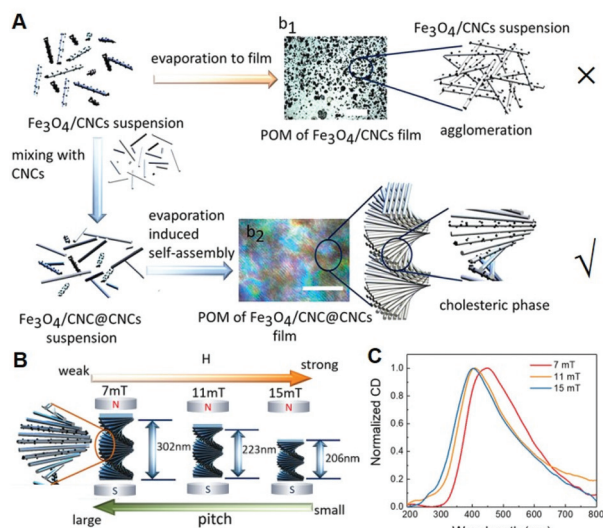 A
b1
Fe3O4/CNCs suspension
evaporation to film
Fe3O4/CNCs suspension
POM of Fe3O4/CNCs film
agglomeration
mixing with
CNCs
evaporation
induced
self-assembly
b2
Fe3O4/CNC@CNCs
suspension
POM of Fe3O4/CNC@CNCs
film
cholesteric phase
B
H
weak
strong
7mT
11mT
15mT
N
N
N
302nm
223nm
206nm
S
S
S
large
pitch
small
C
Normalized CD
1.0
0.8
0.6
0.4
0.2
0.0
7 mT
11 mT
15 mT
200
300
400
500
600
700
800